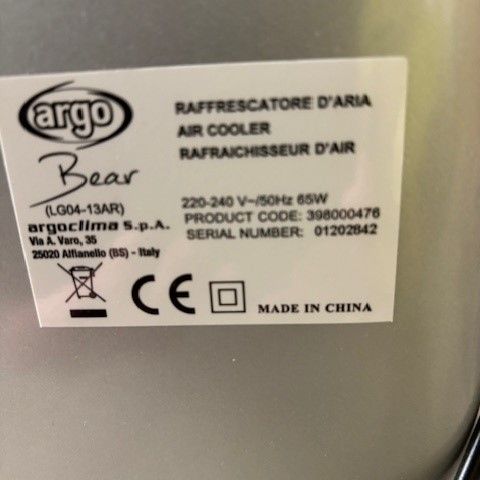 argo
Bear
(LG04-13AR)
argoclima S.p.A.
Via A. Varo, 35
25020 Alfianello (BS) - Italy
RAFFRESCATORE D'ARIA
AIR COOLER
RAFRAICHISSEUR D'AIR
220-240 V~/50Hz 65W
PRODUCT CODE: 398000476
SERIAL NUMBER: 01202642
CE
MADE IN CHINA